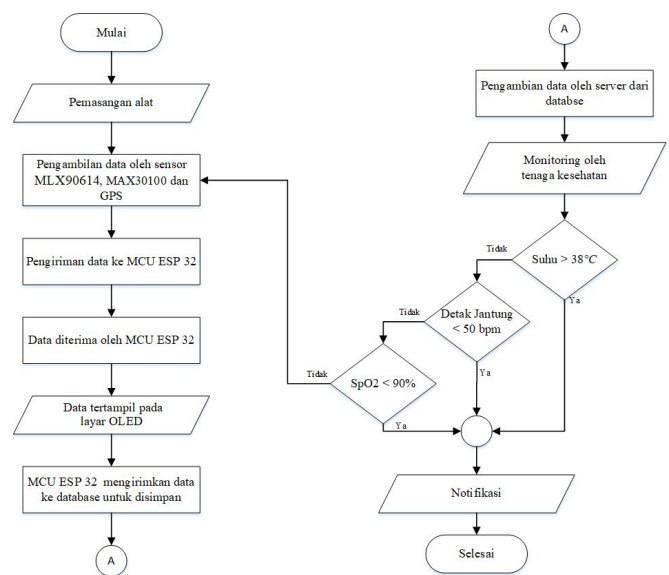 Mulai
Pemasangan alat
Pengambilan data oleh sensor
MLX90614, MAX30100 dan
GPS
Pengiriman data ke MCU ESP 32
Data diterima oleh MCU ESP 32
Data tertampil pada
layar OLED
MCU ESP 32 mengirimkan data
ke database untuk disimpan
A
A
Pengambian data oleh server dari
databse
Monitoring oleh
tenaga kesehatan
Suhu > 38°C
Tidak
Ya
Detak Jantung
< 50 bpm
Tidak
Ya
SpO2 < 90%
Tidak
Ya
Notifikasi
Selesai